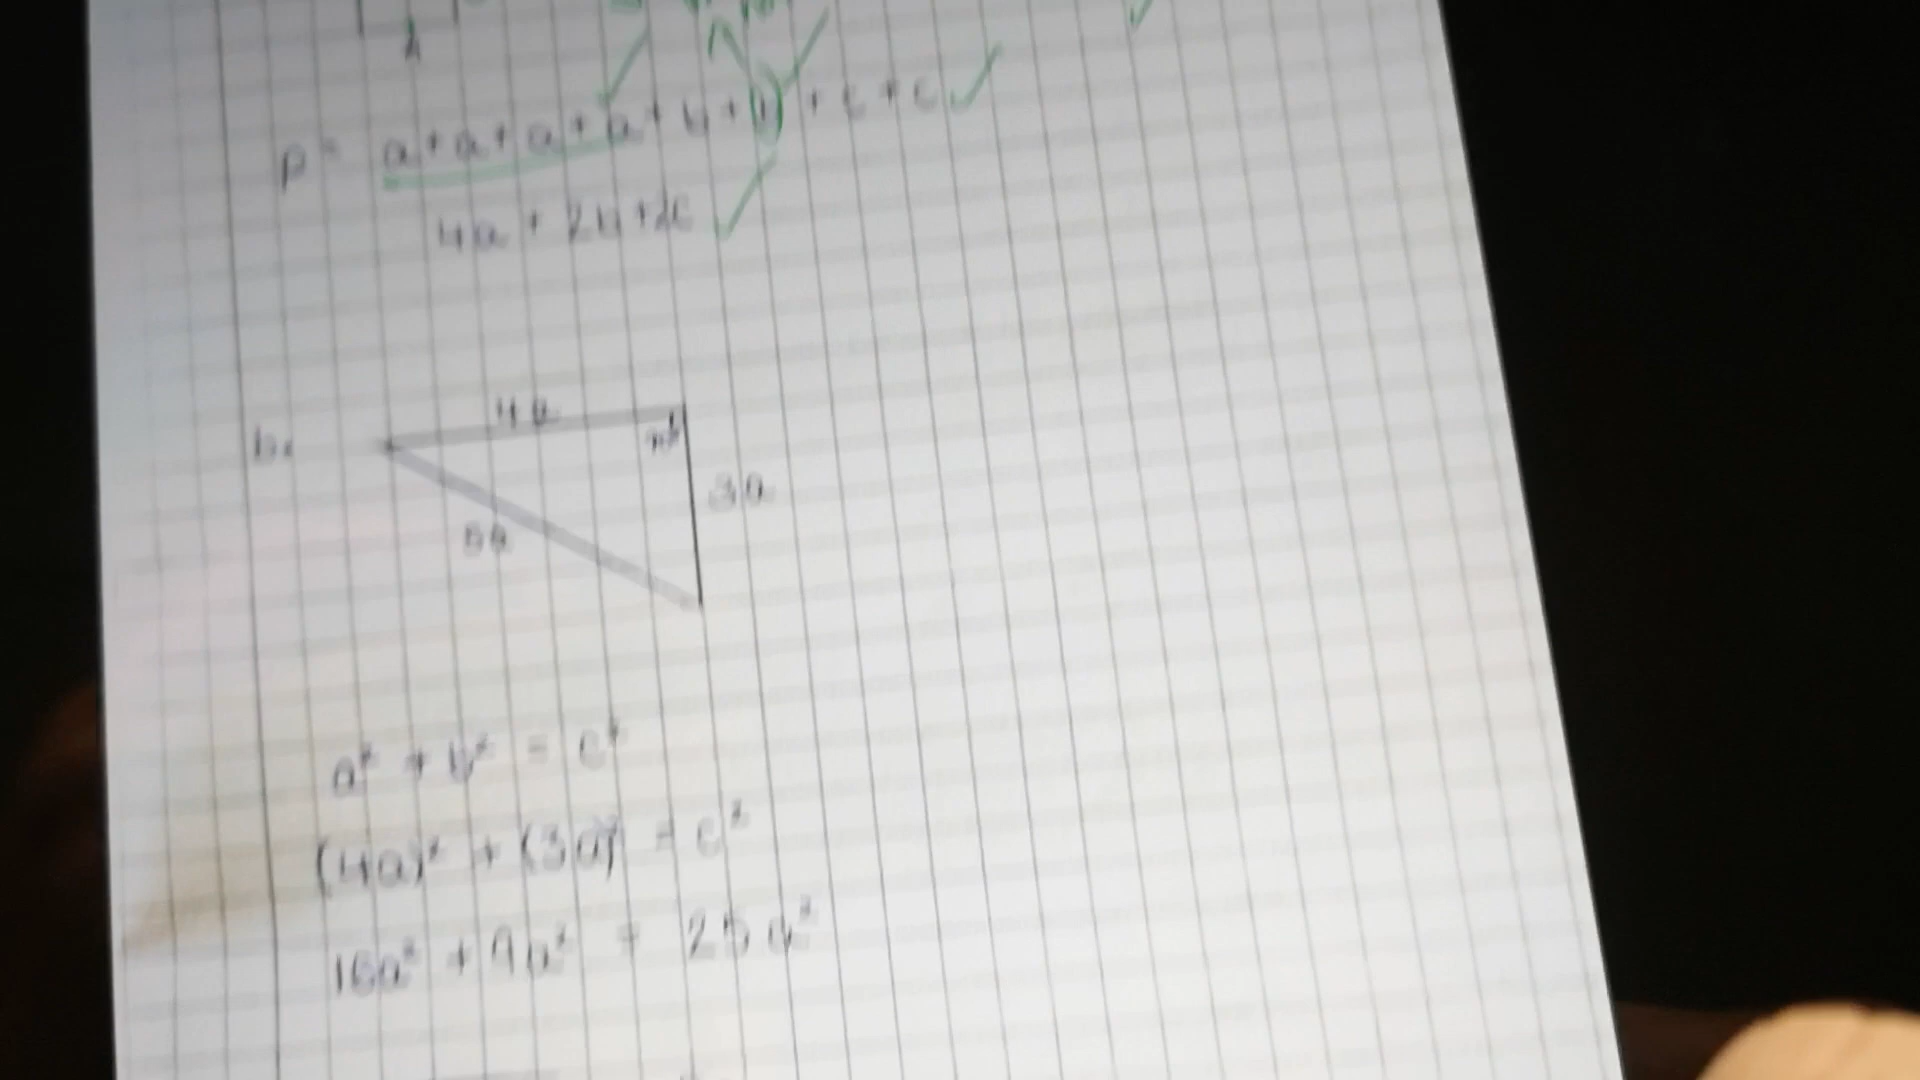 p = a + a + a + a + b + b + c + c
4a + 2b + 2c
b.
4a
3a
5a
a² + b² = c²
(4a)² + (3a)² = c²
16a² + 9a² = 25a²